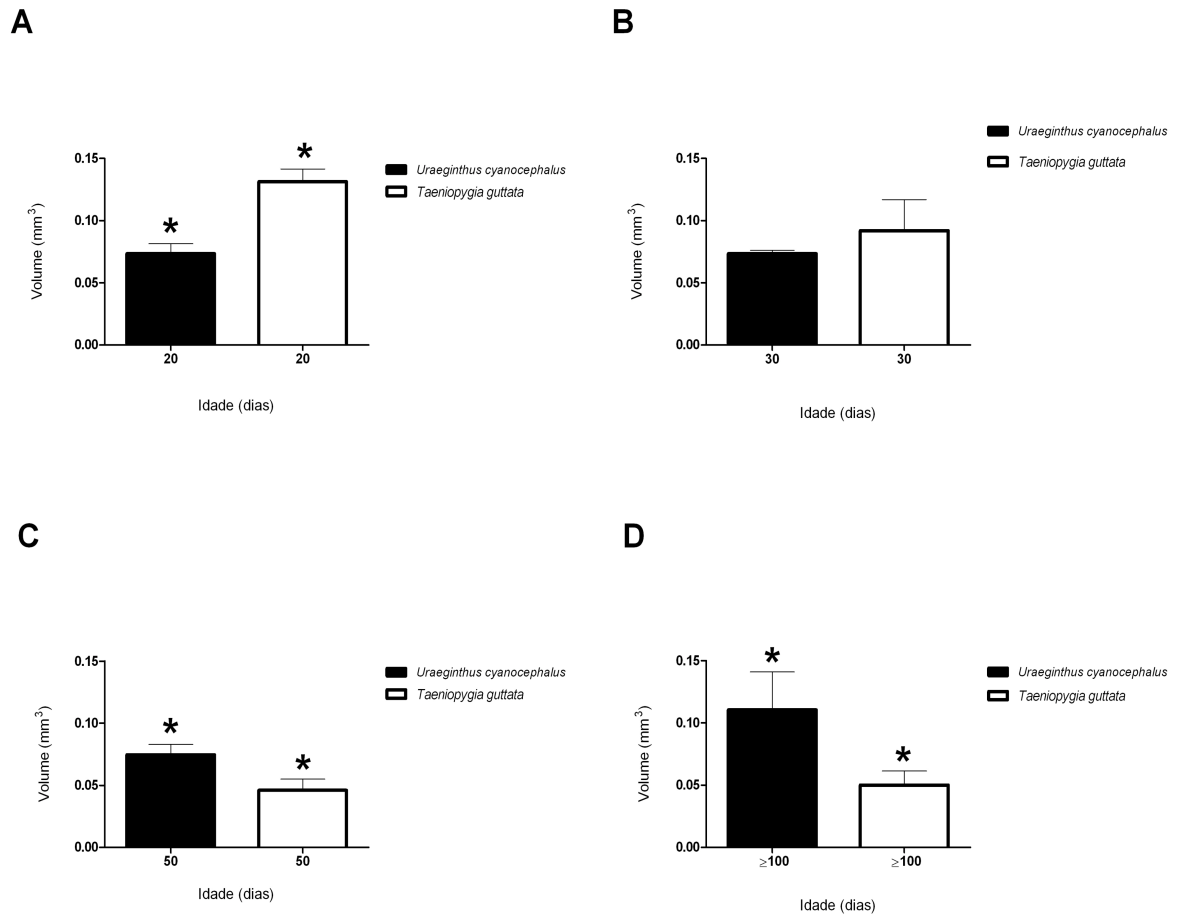 A
B
*
*
0.15
0.10
0.05
0.00
Volume (mm3)
20
20
Idade (dias)
Uraeginthus cyanocephalus
Taeniopygia guttata
0.15
0.10
0.05
0.00
Volume (mm3)
30
30
Idade (dias)
Uraeginthus cyanocephalus
Taeniopygia guttata
C
D
*
*
0.15
0.10
0.05
0.00
Volume (mm3)
50
50
Idade (dias)
Uraeginthus cyanocephalus
Taeniopygia guttata
*
*
0.15
0.10
0.05
0.00
Volume (mm3)
≥100
≥100
Idade (dias)
Uraeginthus cyanocephalus
Taeniopygia guttata